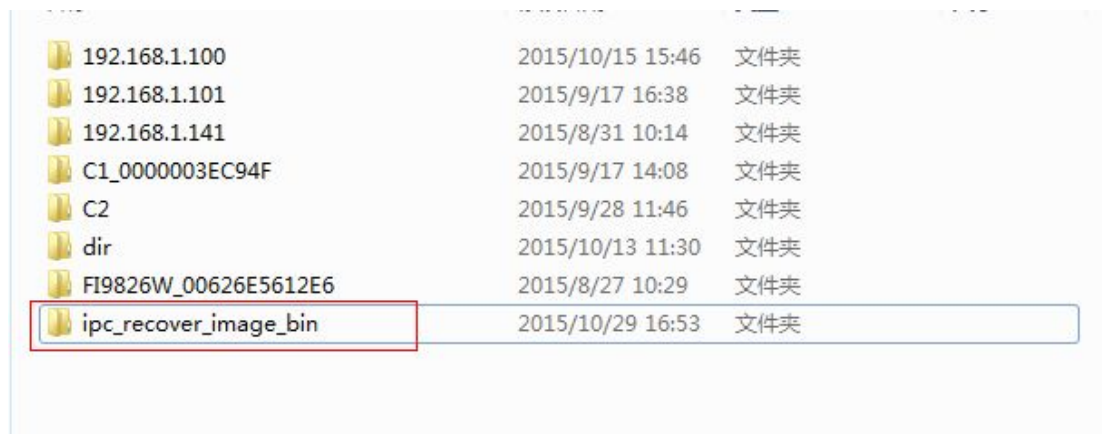 192.168.1.100 2015/10/15 15:46 文件夹
192.168.1.101 2015/9/17 16:38 文件夹
192.168.1.141 2015/8/31 10:14 文件夹
C1_0000003EC94F 2015/9/17 14:08 文件夹
C2 2015/9/28 11:46 文件夹
dir 2015/10/13 11:30 文件夹
FI9826W_00626E5612E6 2015/8/27 10:29 文件夹
ipc_recover_image_bin 2015/10/29 16:53 文件夹